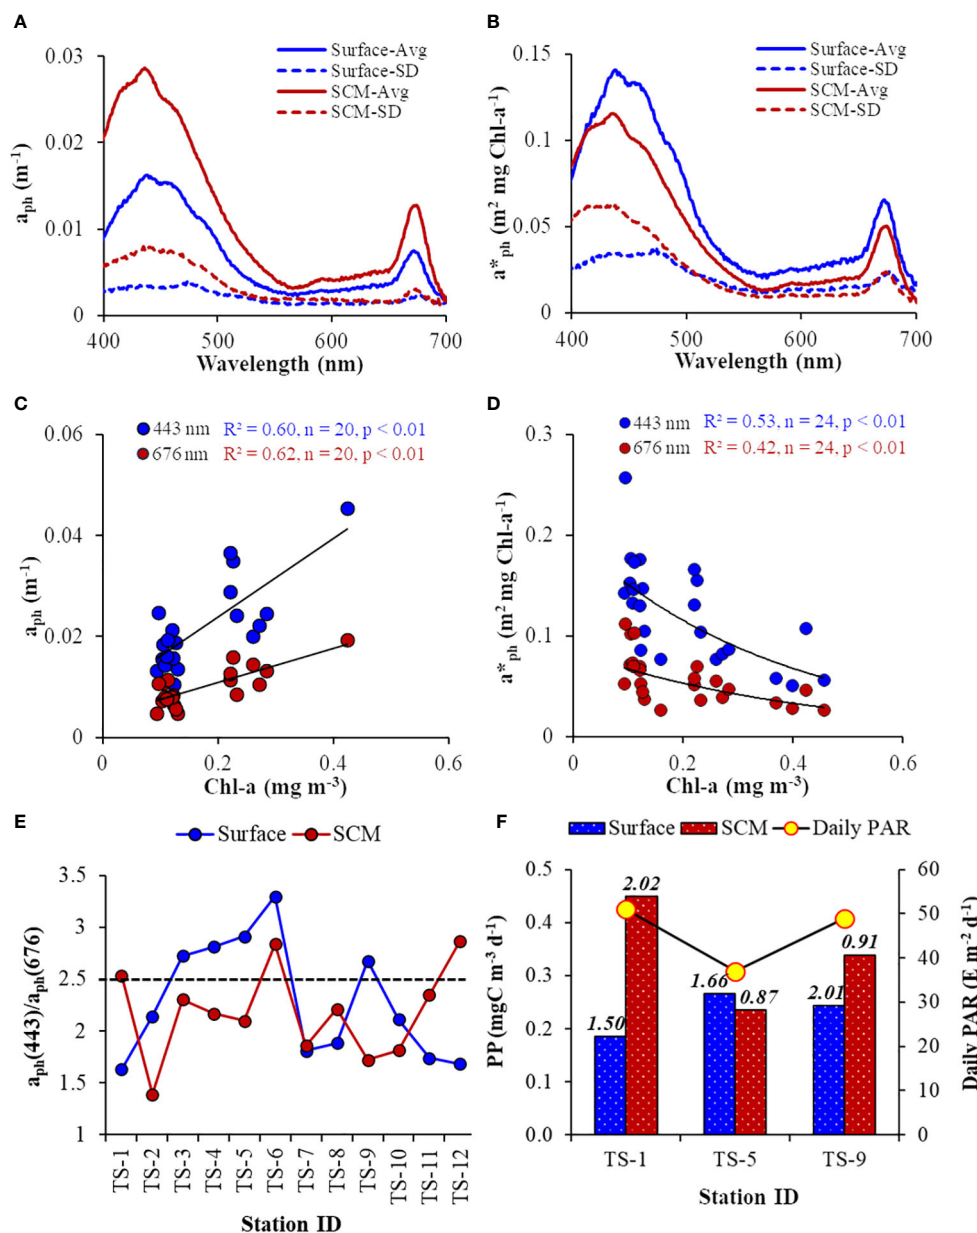 A
Surface-Avg
Surface-SD
SCM-Avg
SCM-SD
0.03
0.02
0.01
0
400
500
600
700
aph (m-1)
Wavelength (nm)
B
Surface-Avg
Surface-SD
SCM-Avg
SCM-SD
0.15
0.1
0.05
0
400
500
600
700
a*ph (m2 mg Chl-a-1)
Wavelength (nm)
C
443 nm R2 = 0.60, n = 20, p < 0.01
676 nm R2 = 0.62, n = 20, p < 0.01
0.06
0.04
0.02
0
0
0.2
0.4
0.6
aph (m-1)
Chl-a (mg m-3)
D
443 nm R2 = 0.53, n = 24, p < 0.01
676 nm R2 = 0.42, n = 24, p < 0.01
0.3
0.2
0.1
0
0
0.2
0.4
0.6
a*ph (m2 mg Chl-a-1)
Chl-a (mg m-3)
E
Surface SCM
3.5
3
2.5
2
1.5
1
aph(443)/aph(676)
TS-1
TS-2
TS-3
TS-4
TS-5
TS-6
TS-7
TS-8
TS-9
TS-10
TS-11
TS-12
Station ID
F
Surface SCM Daily PAR
0.5
0.4
0.3
0.2
0.1
0.0
PP (mgC m-3 d-1)
60
50
40
30
20
10
0
Daily PAR (E m-2 d-1)
1.50
2.02
1.66
0.87
2.01
0.91
TS-1
TS-5
TS-9
Station ID